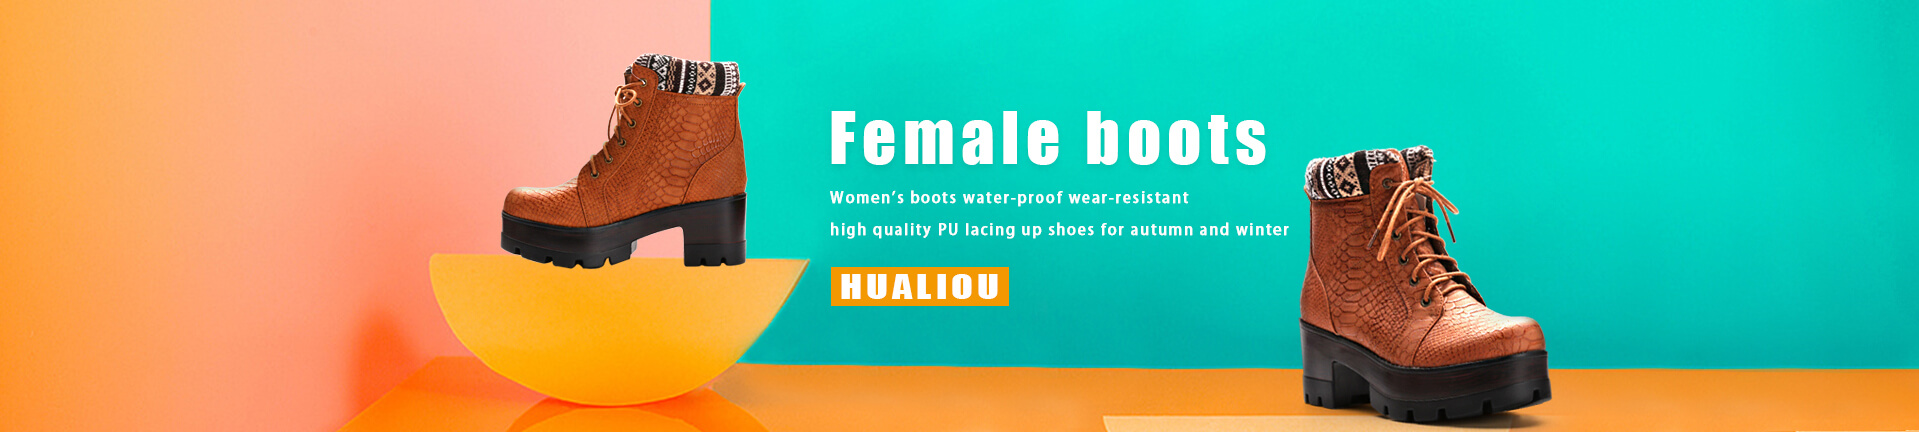 Female boots
Women’s boots water-proof wear-resistant
high quality PU lacing up shoes for autumn and winter
HUALIOU